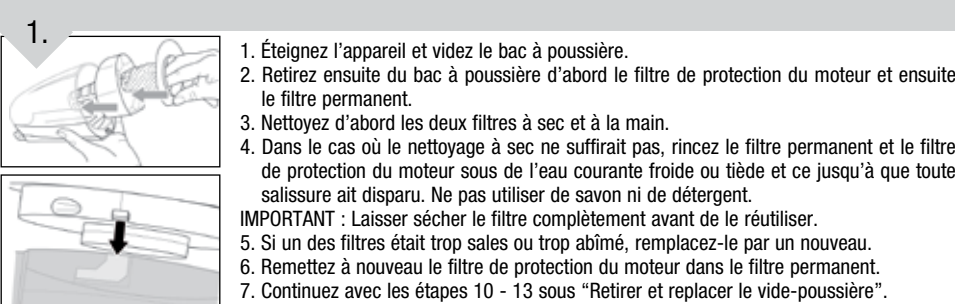 1.
1. Éteignez l’appareil et videz le bac à poussière.
2. Retirez ensuite du bac à poussière d’abord le filtre de protection du moteur et ensuite
le filtre permanent.
3. Nettoyez d’abord les deux filtres à sec et à la main.
4. Dans le cas où le nettoyage à sec ne suffirait pas, rincez le filtre permanent et le filtre
de protection du moteur sous de l’eau courante froide ou tiède et ce jusqu’à que toute
salissure ait disparu. Ne pas utiliser de savon ni de détergent.
IMPORTANT : Laisser sécher le filtre complètement avant de le réutiliser.
5. Si un des filtres était trop sales ou trop abîmé, remplacez-le par un nouveau.
6. Remettez à nouveau le filtre de protection du moteur dans le filtre permanent.
7. Continuez avec les étapes 10 - 13 sous “Retirer et replacer le vide-poussière”.